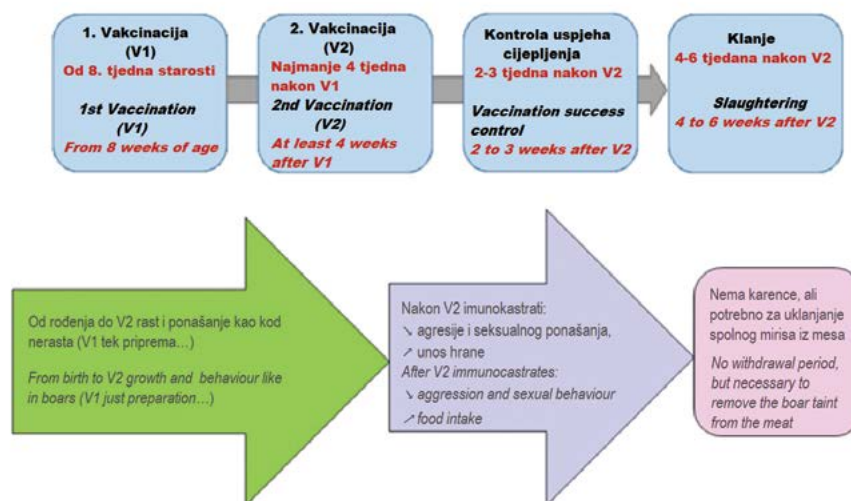 1. Vakcinacija
(V1)
Od 8. tjedna starosti
1st Vaccination
(V1)
From 8 weeks of age
2. Vakcinacija
(V2)
Najmanje 4 tjedna
nakon V1
2nd Vaccination
(V2)
At least 4 weeks
after V1
Kontrola uspjeha
cijepljenja
2-3 tjedna nakon V2
Vaccination success
control
2 to 3 weeks after V2
Klanje
4-6 tjedana nakon V2
Slaughtering
4 to 6 weeks after V2
Od rođenja do V2 rast i ponašanje kao kod
nerasta (V1 tek priprema…)
From birth to V2 growth and behaviour like
in boars (V1 just preparation…)
Nakon V2 imunokastrati:
↘ agresije i seksualnog ponašanja,
↗ unos hrane
After V2 immunocastrates:
↘ aggression and sexual behaviour
↗ food intake
Nema karence, ali
potrebno za uklanjanje
spolnog mirisa iz mesa
No withdrawal period,
but necessary to
remove the boar taint
from the meat